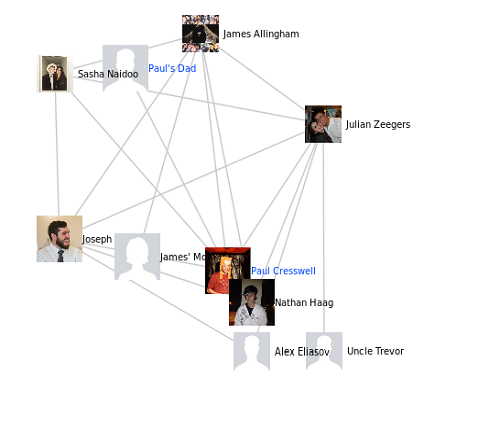 James Allingham
Paul's Dad
Sasha Naidoo
Julian Zeegers
Joseph
James' Mo
Paul Cresswell
Nathan Haag
Alex Eliasov
Uncle Trevor